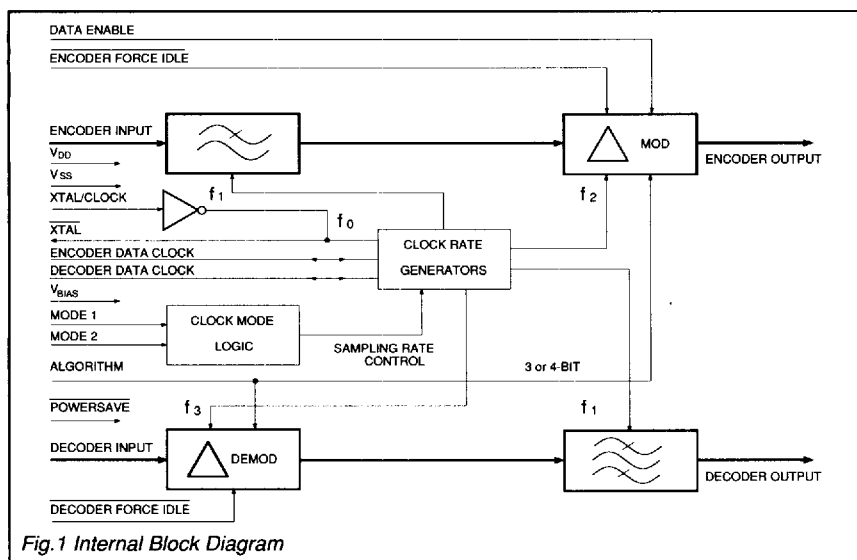 DATA ENABLE
ENCODER FORCE IDLE
ENCODER INPUT
MOD
ENCODER OUTPUT
VDD
VSS
XTAL/CLOCK
f1
f2
f0
XTAL
CLOCK RATE
GENERATORS
ENCODER DATA CLOCK
DECODER DATA CLOCK
VBIAS
MODE 1
CLOCK MODE
LOGIC
MODE 2
SAMPLING RATE
CONTROL
ALGORITHM
3 or 4-BIT
POWERSAVE
f3
f1
DECODER INPUT
DEMOD
DECODER OUTPUT
DECODER FORCE IDLE
Fig.1 Internal Block Diagram